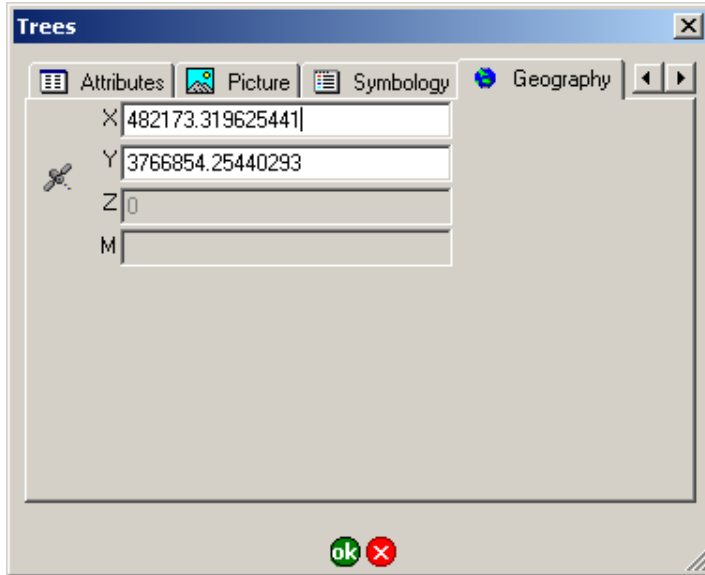 Trees
Attributes Picture Symbology Geography
X 482173.319625441
Y 3766854.25440293
Z 0
M
ok